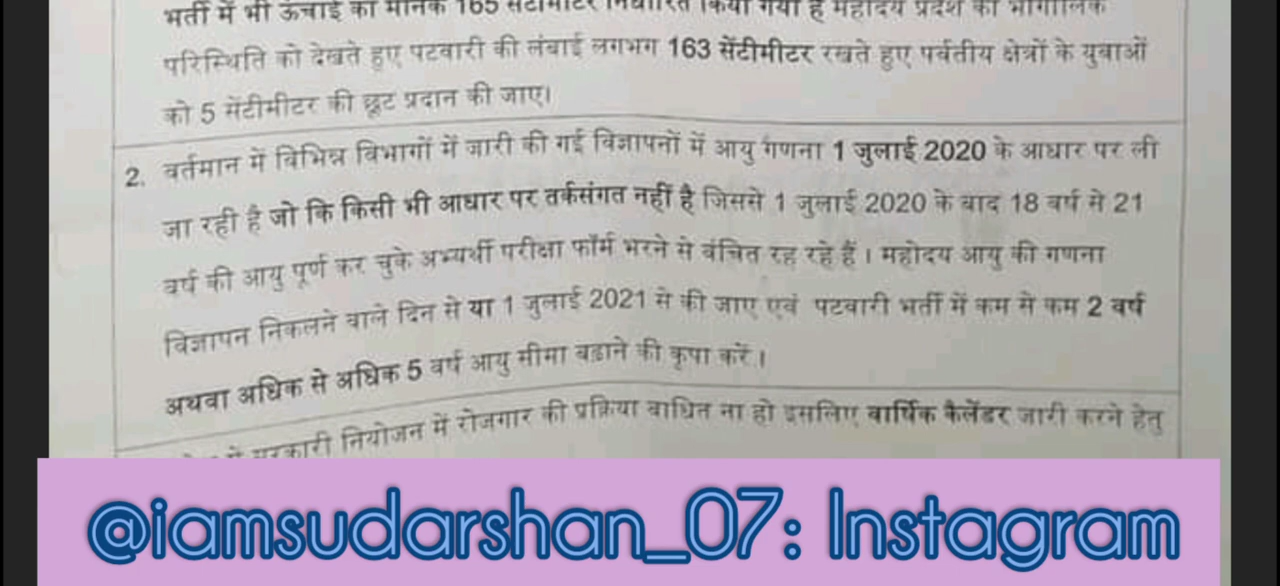 भर्ती में भी ऊंचाई का मानक 165 सेंटीमीटर निर्धारित किया गया है महोदय प्रदेश की भौगोलिक
परिस्थिति को देखते हुए पटवारी की लंबाई लगभग 163 सेंटीमीटर रखते हुए पर्वतीय क्षेत्रों के युवाओं
को 5 सेंटीमीटर की छूट प्रदान की जाए।
2. वर्तमान में विभिन्न विभागों में जारी की गई विज्ञापनों में आयु गणना 1 जुलाई 2020 के आधार पर ली
जा रही है जो कि किसी भी आधार पर तर्कसंगत नहीं है जिससे 1 जुलाई 2020 के बाद 18 वर्ष से 21
वर्ष की आयु पूर्ण कर चुके अभ्यर्थी परीक्षा फॉर्म भरने से वंचित रह रहे हैं । महोदय आयु की गणना
विज्ञापन निकलने वाले दिन से या 1 जुलाई 2021 से की जाए एवं पटवारी भर्ती में कम से कम 2 वर्ष
अथवा अधिक से अधिक 5 वर्ष आयु सीमा बढ़ाने की कृपा करें ।
में सरकारी नियोजन में रोजगार की प्रक्रिया बाधित ना हो इसलिए वार्षिक कैलेंडर जारी करने हेतु
@iamsudarshan_07: Instagram